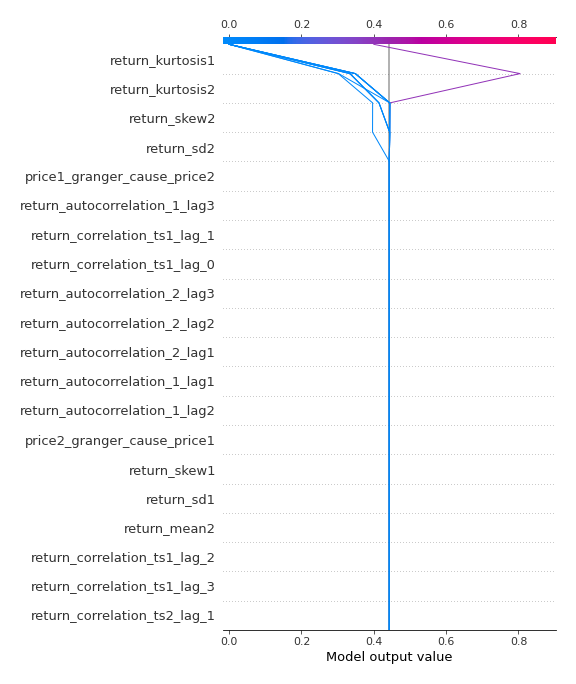 0.0 0.2 0.4 0.6 0.8
return_kurtosis1
return_kurtosis2
return_skew2
return_sd2
price1_granger_cause_price2
return_autocorrelation_1_lag3
return_correlation_ts1_lag_1
return_correlation_ts1_lag_0
return_autocorrelation_2_lag3
return_autocorrelation_2_lag2
return_autocorrelation_2_lag1
return_autocorrelation_1_lag1
return_autocorrelation_1_lag2
price2_granger_cause_price1
return_skew1
return_sd1
return_mean2
return_correlation_ts1_lag_2
return_correlation_ts1_lag_3
return_correlation_ts2_lag_1
0.0 0.2 0.4 0.6 0.8
Model output value